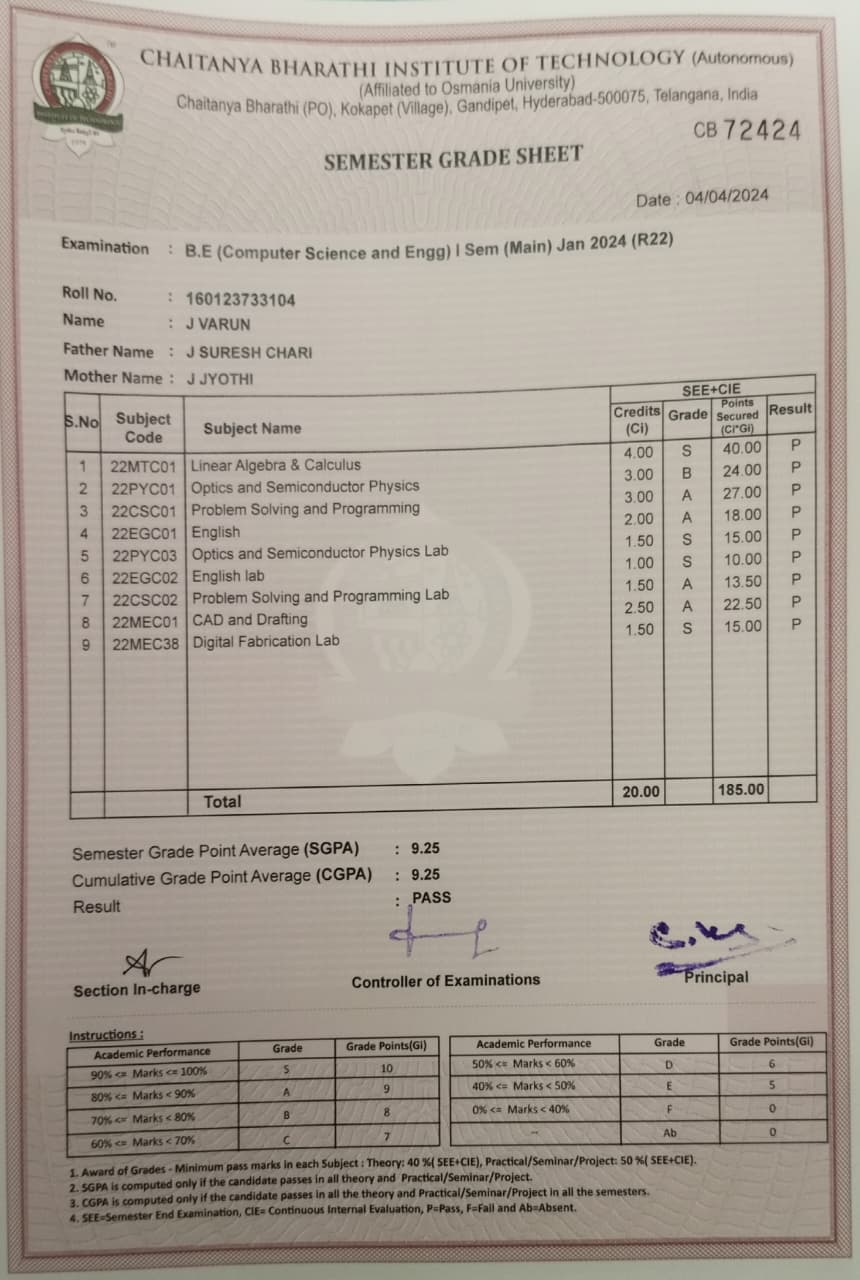 CHAITANYA BHARATHI INSTITUTE OF TECHNOLOGY (Autonomous)
(Affiliated to Osmania University)
Chaitanya Bharathi (PO), Kokapet (Village), Gandipet, Hyderabad-500075, Telangana, India
CB 72424
SEMESTER GRADE SHEET
Date : 04/04/2024
Examination : B.E (Computer Science and Engg) I Sem (Main) Jan 2024 (R22)
Roll No. : 160123733104
Name : J VARUN
Father Name : J SURESH CHARI
Mother Name : J JYOTHI
SEE+CIE
S.No Subject Code Subject Name Credits (Ci) Grade Points Secured (Ci*Gi) Result
1 22MTC01 Linear Algebra & Calculus 4.00 S 40.00 P
2 22PYC01 Optics and Semiconductor Physics 3.00 B 24.00 P
3 22CSC01 Problem Solving and Programming 3.00 A 27.00 P
4 22EGC01 English 2.00 A 18.00 P
5 22PYC03 Optics and Semiconductor Physics Lab 1.50 S 15.00 P
6 22EGC02 English lab 1.00 S 10.00 P
7 22CSC02 Problem Solving and Programming Lab 1.50 A 13.50 P
8 22MEC01 CAD and Drafting 2.50 A 22.50 P
9 22MEC38 Digital Fabrication Lab 1.50 S 15.00 P
Total 20.00 185.00
Semester Grade Point Average (SGPA) : 9.25
Cumulative Grade Point Average (CGPA) : 9.25
Result : PASS
Section In-charge Controller of Examinations Principal
Instructions :
Academic Performance Grade Grade Points(Gi)
90% <= Marks <= 100% S 10
80% <= Marks < 90% A 9
70% <= Marks < 80% B 8
60% <= Marks < 70% C 7
Academic Performance Grade Grade Points(Gi)
50% <= Marks < 60% D 6
40% <= Marks < 50% E 5
0% <= Marks < 40% F 0
-- Ab 0
1. Award of Grades - Minimum pass marks in each Subject : Theory: 40 %( SEE+CIE), Practical/Seminar/Project: 50 %( SEE+CIE).
2. SGPA is computed only if the candidate passes in all theory and Practical/Seminar/Project.
3. CGPA is computed only if the candidate passes in all the theory and Practical/Seminar/Project in all the semesters.
4. SEE=Semester End Examination, CIE= Continuous Internal Evaluation, P=Pass, F=Fail and Ab=Absent.